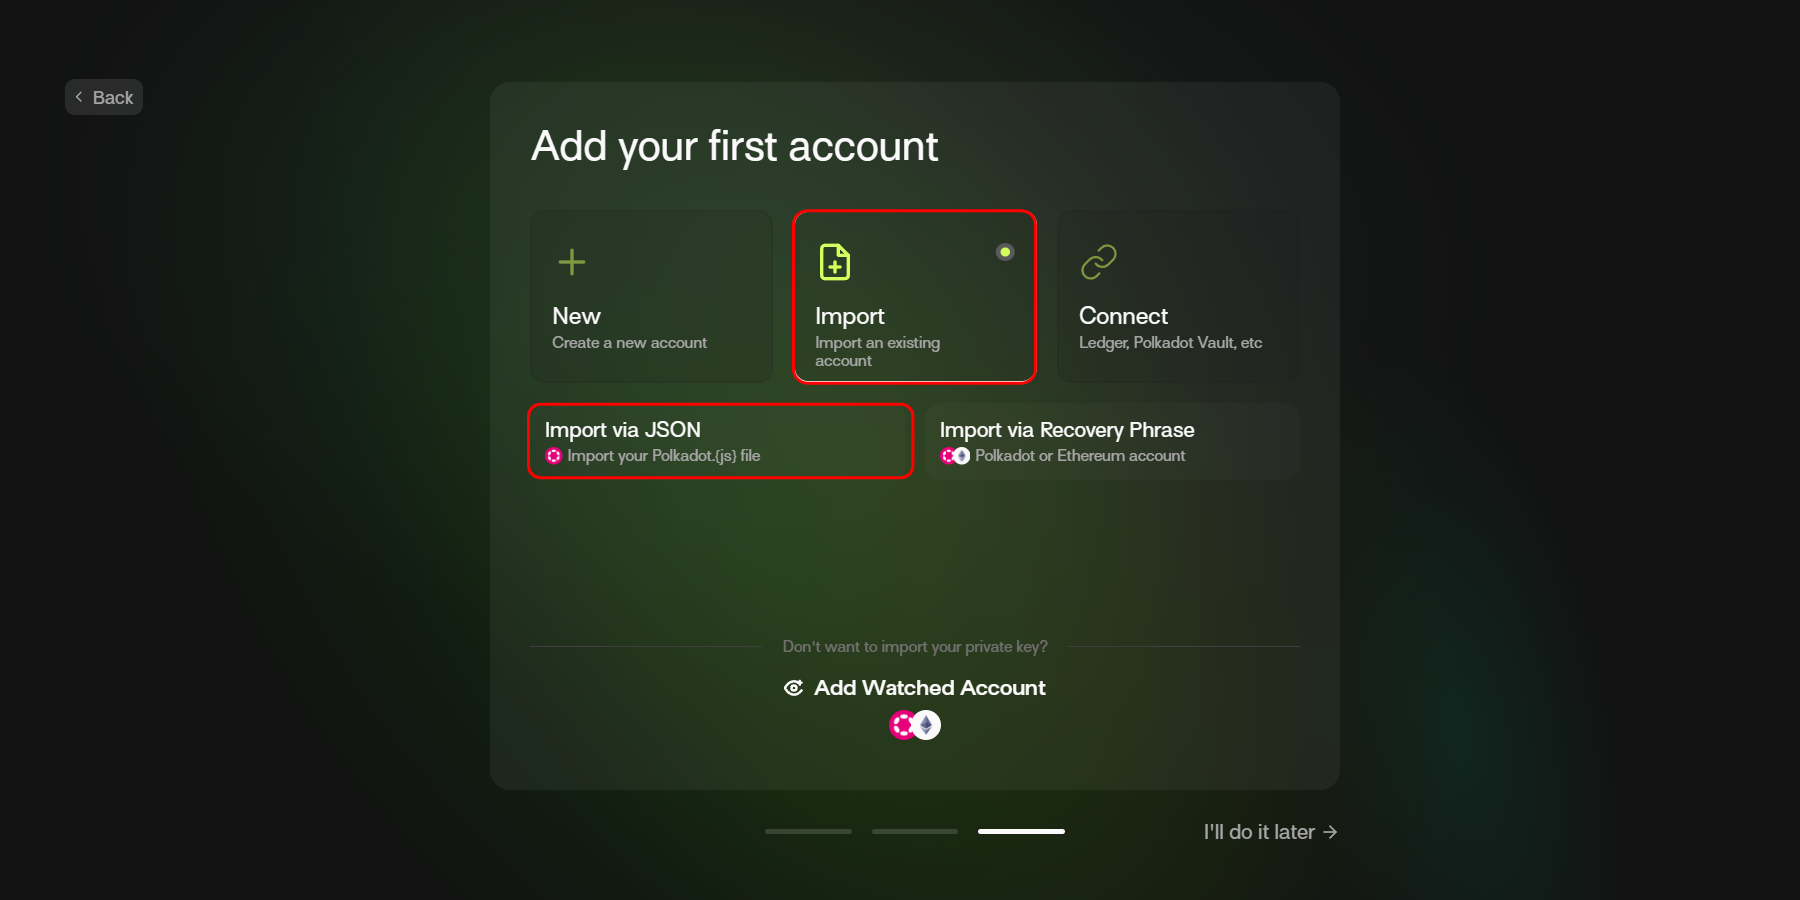 Back
Add your first account
New
Create a new account
Import
Import an existing
account
Connect
Ledger, Polkadot Vault, etc
Import via JSON
Import your Polkadot.{js} file
Import via Recovery Phrase
Polkadot or Ethereum account
Don't want to import your private key?
Add Watched Account
I'll do it later